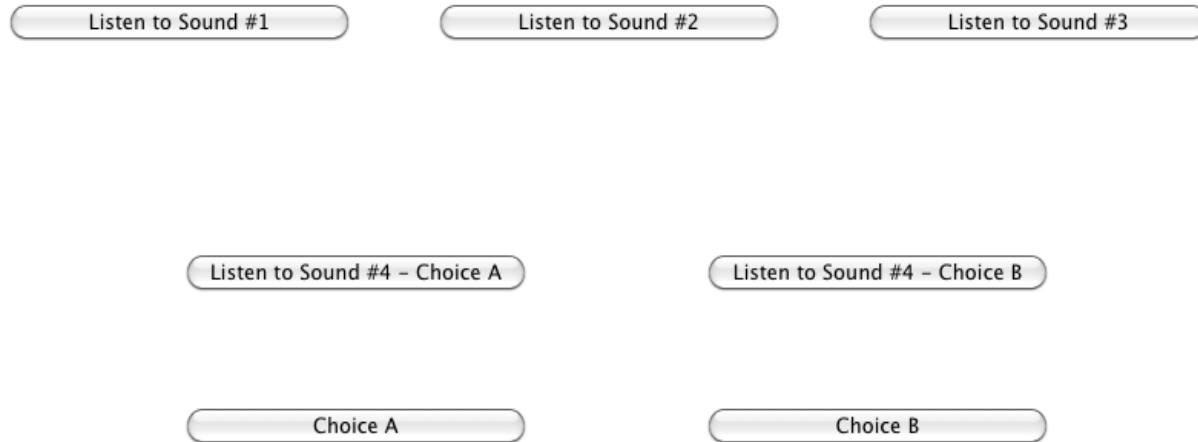 Listen to Sound #1
Listen to Sound #2
Listen to Sound #3
Listen to Sound #4 – Choice A
Listen to Sound #4 – Choice B
Choice A
Choice B